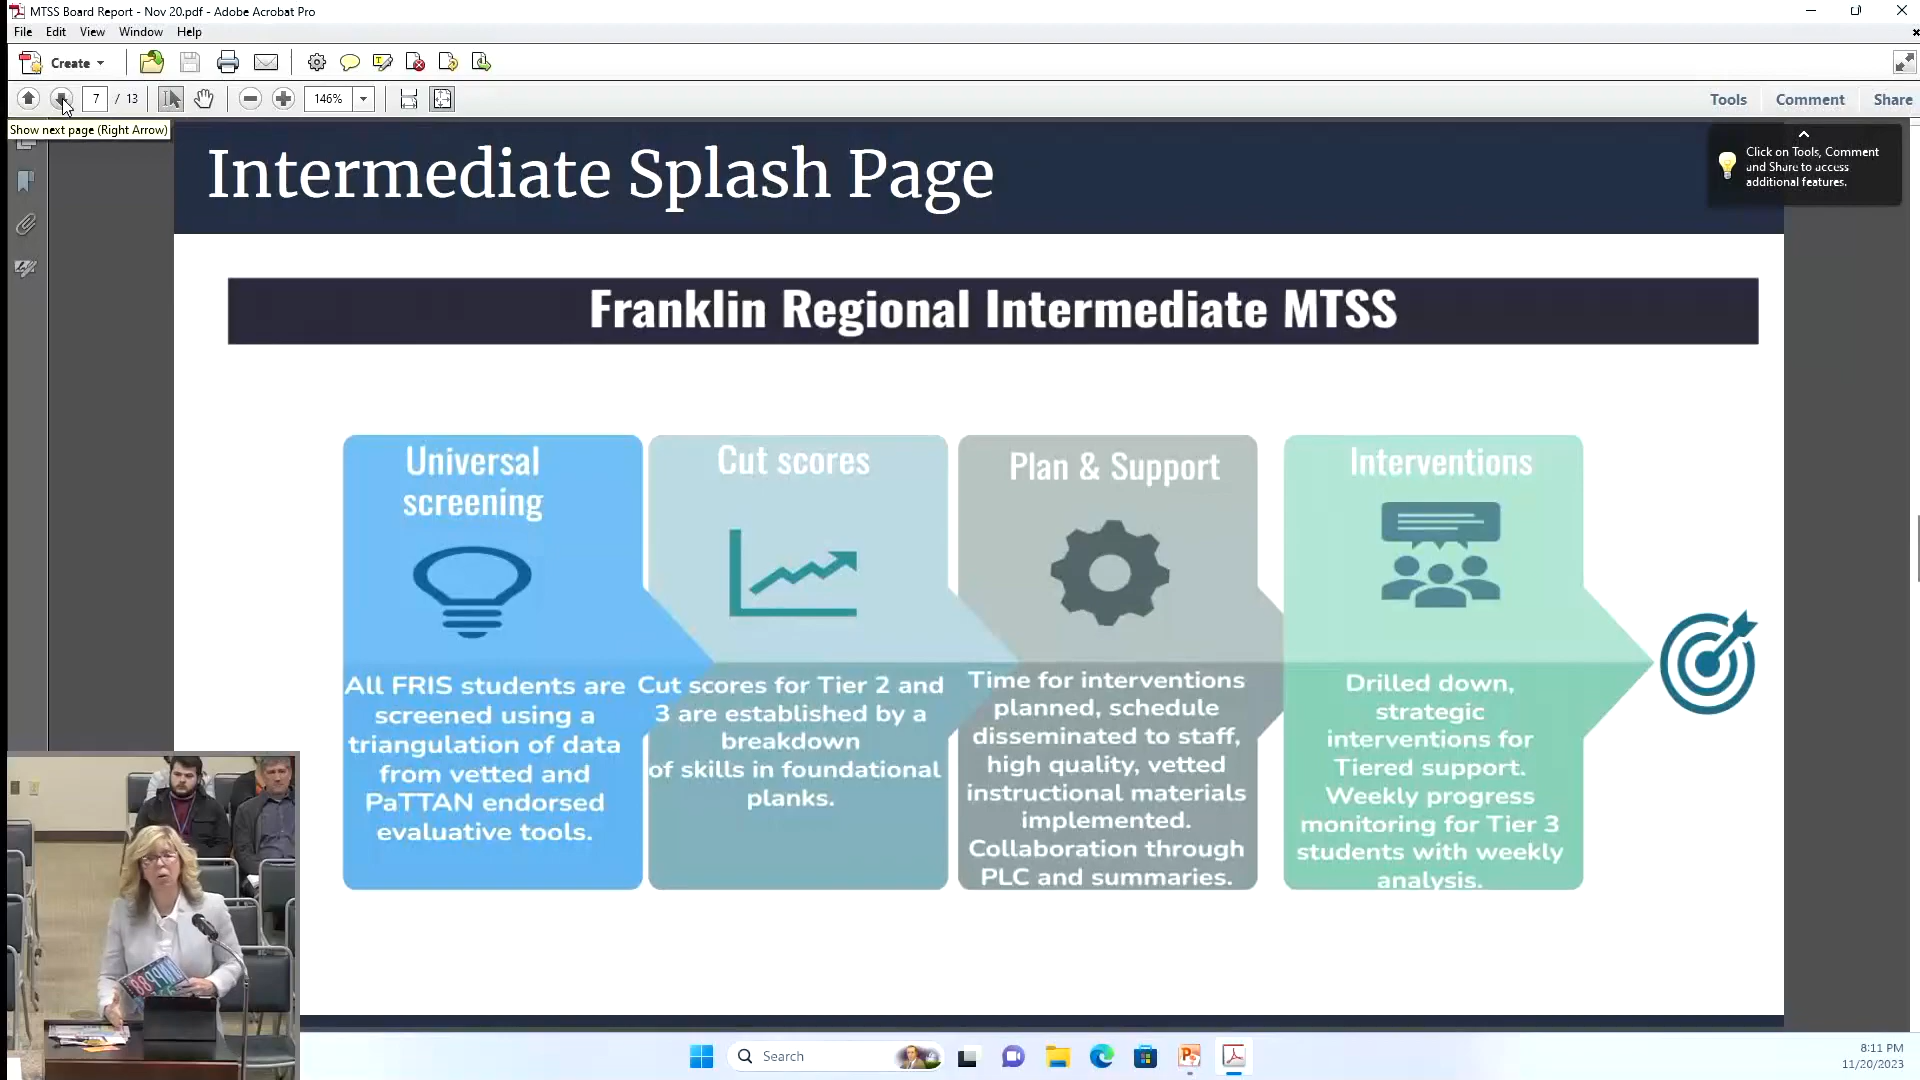 MTSS Board Report - Nov 20.pdf - Adobe Acrobat Pro
File Edit View Window Help
Create
7 / 13
146%
Tools Comment Share
Show next page (Right Arrow)
Click on Tools, Comment
and Share to access
additional features.
Intermediate Splash Page
Franklin Regional Intermediate MTSS
Universal
screening
All FRIS students are
screened using a
triangulation of data
from vetted and
PaTTAN endorsed
evaluative tools.
Cut scores
Cut scores for Tier 2 and
3 are established by a
breakdown
of skills in foundational
planks.
Plan & Support
Time for interventions
planned, schedule
disseminated to staff,
high quality, vetted
instructional materials
implemented.
Collaboration through
PLC and summaries.
Interventions
Drilled down,
strategic
interventions for
Tiered support.
Weekly progress
monitoring for Tier 3
students with weekly
analysis.
Search
8:11 PM
11/20/2023